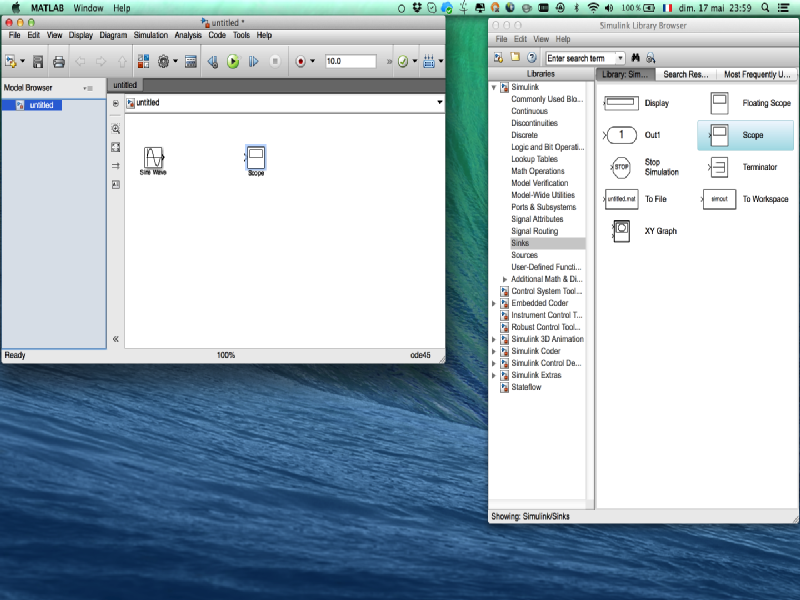 MATLAB Window Help
100 % dim. 17 mai 23:59
untitled *
File Edit View Display Diagram Simulation Analysis Code Tools Help
10.0
»
Model Browser
untitled
untitled
untitled
Sine Wave
Scope
«
Ready
100%
ode45
Simulink Library Browser
File Edit View Help
Enter search term
Libraries
Library: Sim...
Search Res...
Most Frequently U...
Simulink
Commonly Used Blo...
Continuous
Discontinuities
Discrete
Logic and Bit Operati...
Lookup Tables
Math Operations
Model Verification
Model-Wide Utilities
Ports & Subsystems
Signal Attributes
Signal Routing
Sinks
Sources
User-Defined Functi...
Additional Math & Di...
Control System Tool...
Embedded Coder
Instrument Control T...
Robust Control Tool...
Simulink 3D Animation
Simulink Coder
Simulink Control De...
Simulink Extras
Stateflow
Display
Floating Scope
1
Out1
Scope
STOP
Stop
Simulation
Terminator
untitled.mat
To File
simout
To Workspace
XY Graph
Showing: Simulink/Sinks